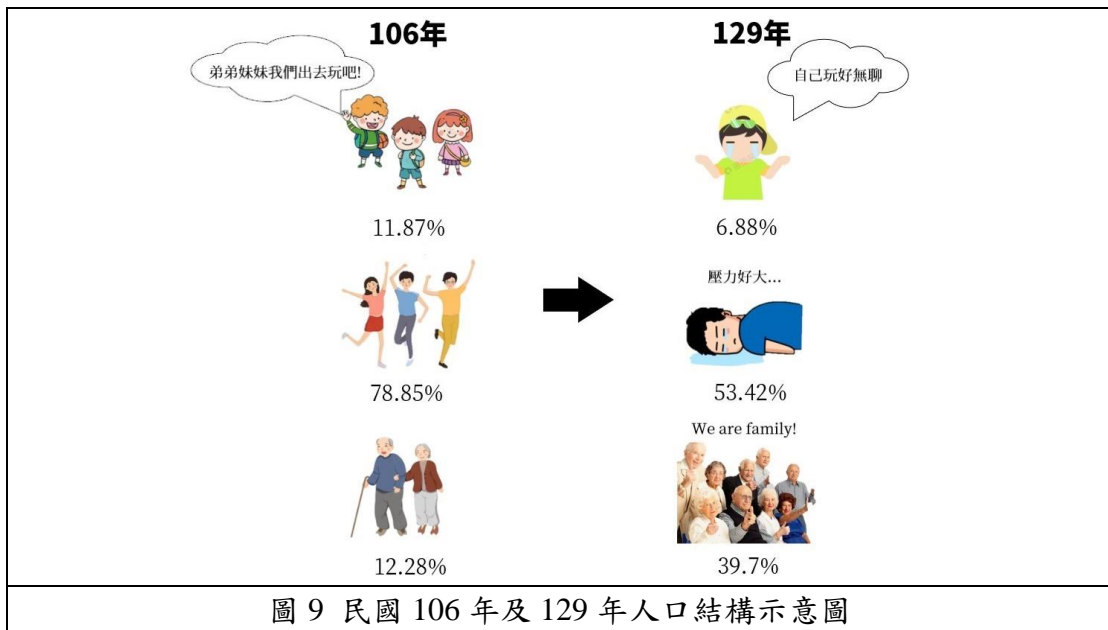 106年
129年
弟弟妹妹我們出去玩吧!
自己玩好無聊
11.87%
6.88%
壓力好大...
78.85%
53.42%
We are family!
12.28%
39.7%
圖 9 民國 106 年及 129 年人口結構示意圖